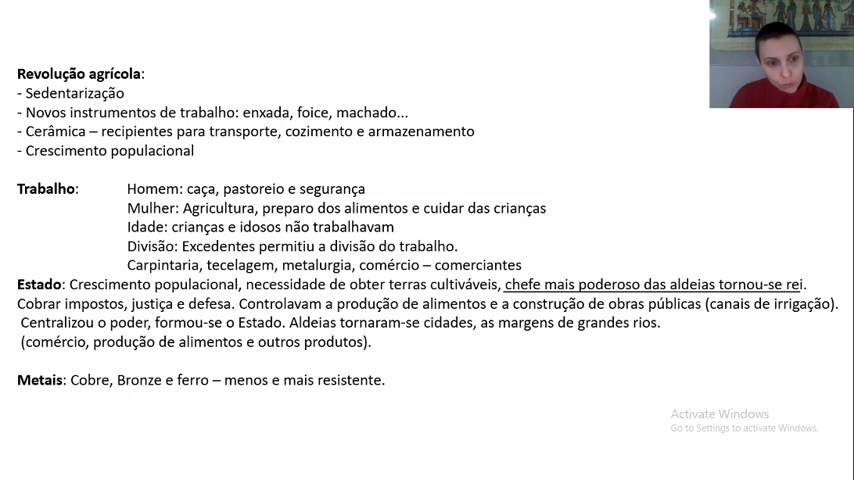 Revolução agrícola:
- Sedentarização
- Novos instrumentos de trabalho: enxada, foice, machado...
- Cerâmica – recipientes para transporte, cozimento e armazenamento
- Crescimento populacional
Trabalho: Homem: caça, pastoreio e segurança
Mulher: Agricultura, preparo dos alimentos e cuidar das crianças
Idade: crianças e idosos não trabalhavam
Divisão: Excedentes permitiu a divisão do trabalho.
Carpintaria, tecelagem, metalurgia, comércio – comerciantes
Estado: Crescimento populacional, necessidade de obter terras cultiváveis, chefe mais poderoso das aldeias tornou-se rei.
Cobrar impostos, justiça e defesa. Controlavam a produção de alimentos e a construção de obras públicas (canais de irrigação).
Centralizou o poder, formou-se o Estado. Aldeias tornaram-se cidades, as margens de grandes rios.
(comércio, produção de alimentos e outros produtos).
Metais: Cobre, Bronze e ferro – menos e mais resistente.
Activate Windows
Go to Settings to activate Windows.